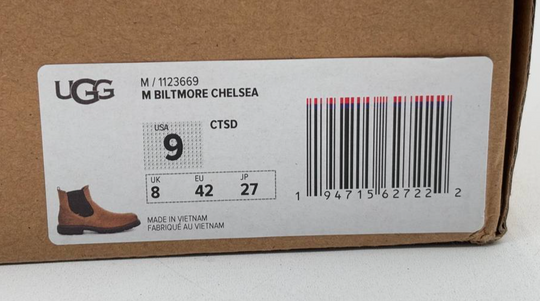 UGG
M / 1123669
M BILTMORE CHELSEA
USA
9
CTSD
UK EU JP
8 42 27
MADE IN VIETNAM
FABRIQUÉ AU VIETNAM
1 94715 62722 2